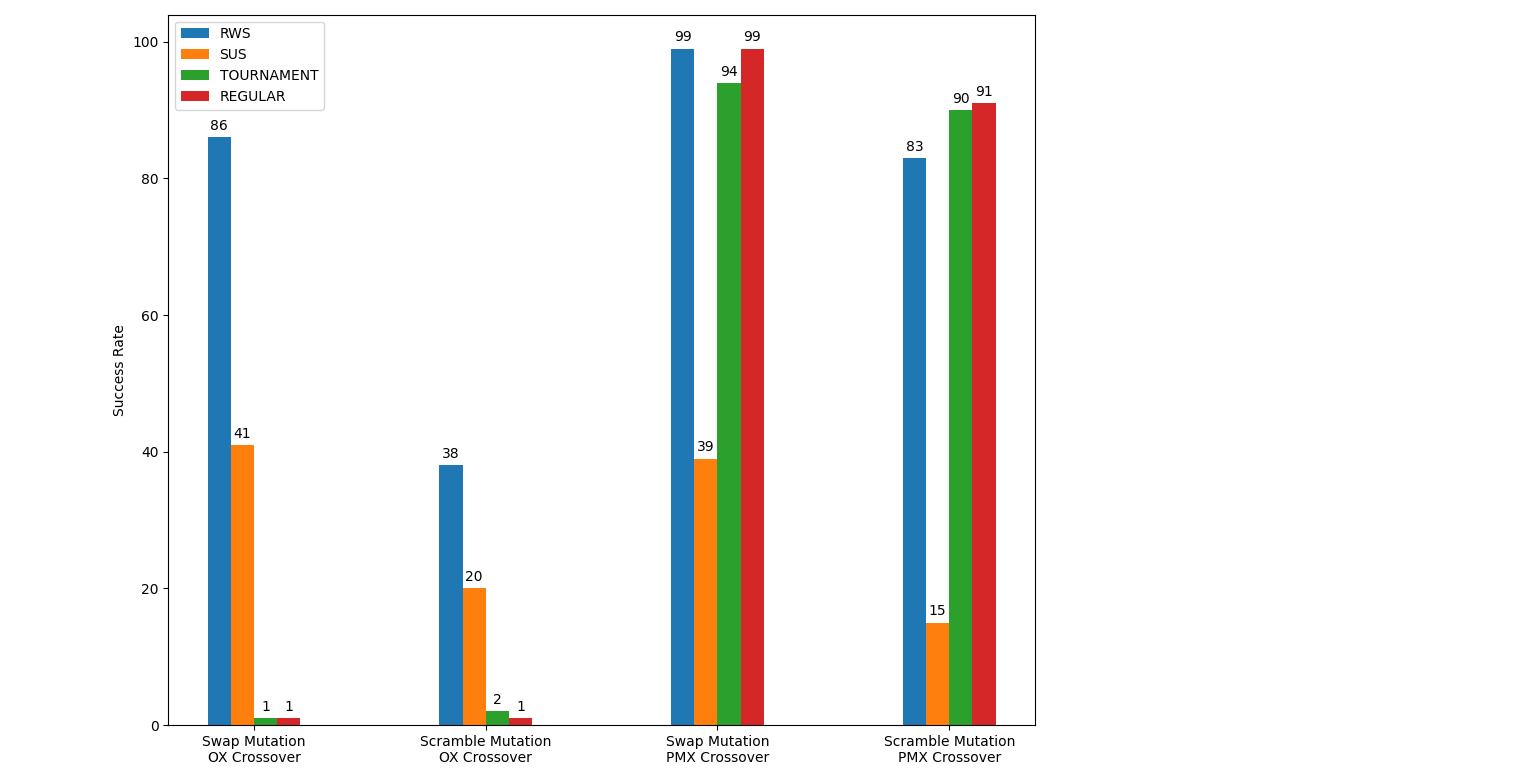 RWS
SUS
TOURNAMENT
REGULAR
Success Rate
100
80
60
40
20
0
86
41
1
1
38
20
2
1
99
39
94
99
83
15
90
91
Swap Mutation
OX Crossover
Scramble Mutation
OX Crossover
Swap Mutation
PMX Crossover
Scramble Mutation
PMX Crossover